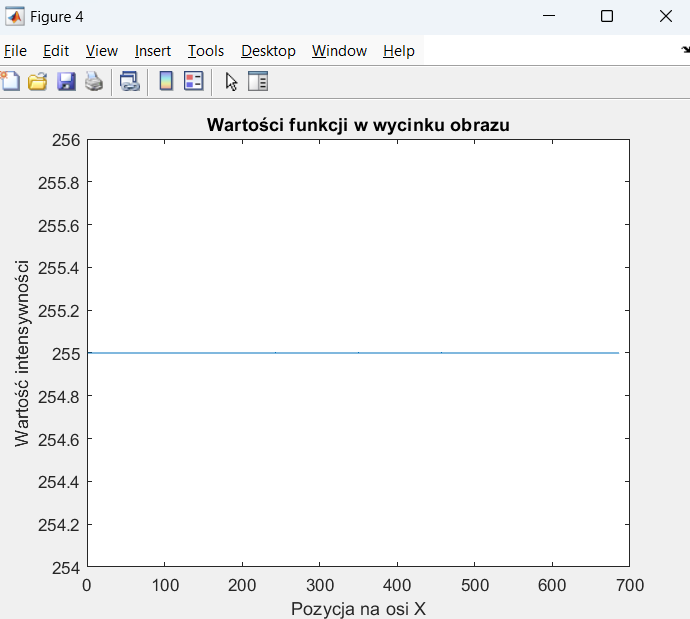 Figure 4
File Edit View Insert Tools Desktop Window Help
Wartości funkcji w wycinku obrazu
256
255.8
255.6
255.4
255.2
255
254.8
254.6
254.4
254.2
254
Wartość intensywności
0 100 200 300 400 500 600 700
Pozycja na osi X